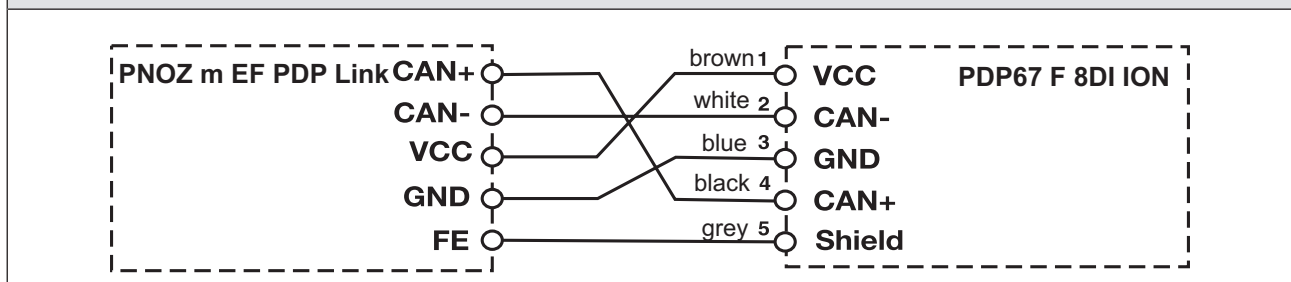 PNOZ m EF PDP Link CAN+ brown 1 VCC PDP67 F 8DI ION
CAN- white 2 CAN-
VCC blue 3 GND
GND black 4 CAN+
FE grey 5 Shield